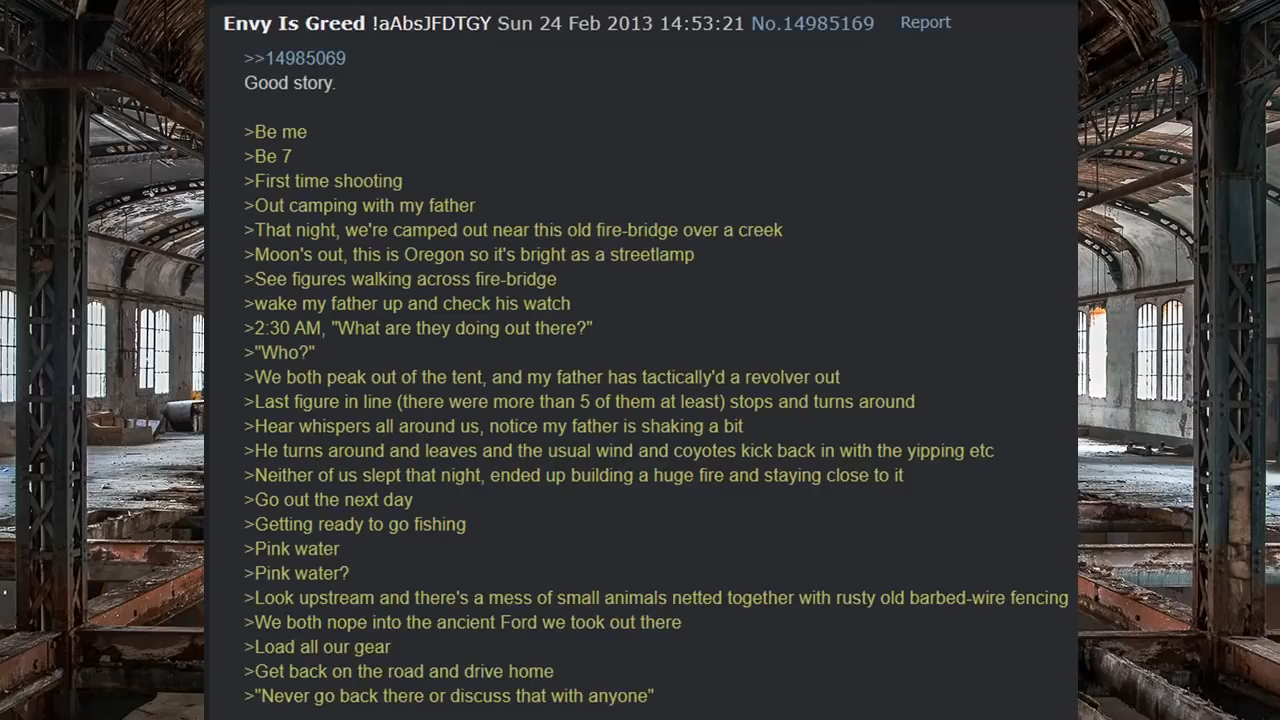 Envy Is Greed !aAbsJFDTGY Sun 24 Feb 2013 14:53:21 No.14985169 Report
>>14985069
Good story.
>Be me
>Be 7
>First time shooting
>Out camping with my father
>That night, we're camped out near this old fire-bridge over a creek
>Moon's out, this is Oregon so it's bright as a streetlamp
>See figures walking across fire-bridge
>wake my father up and check his watch
>2:30 AM, "What are they doing out there?"
>"Who?"
>We both peak out of the tent, and my father has tactically'd a revolver out
>Last figure in line (there were more than 5 of them at least) stops and turns around
>Hear whispers all around us, notice my father is shaking a bit
>He turns around and leaves and the usual wind and coyotes kick back in with the yipping etc
>Neither of us slept that night, ended up building a huge fire and staying close to it
>Go out the next day
>Getting ready to go fishing
>Pink water
>Pink water?
>Look upstream and there's a mess of small animals netted together with rusty old barbed-wire fencing
>We both nope into the ancient Ford we took out there
>Load all our gear
>Get back on the road and drive home
>"Never go back there or discuss that with anyone"